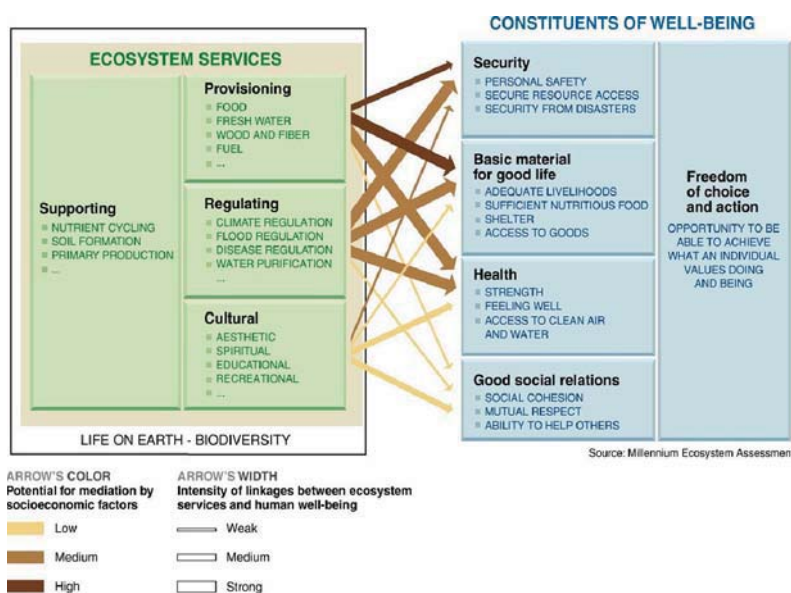 CONSTITUENTS OF WELL-BEING
ECOSYSTEM SERVICES
Supporting
NUTRIENT CYCLING
SOIL FORMATION
PRIMARY PRODUCTION
...
Provisioning
FOOD
FRESH WATER
WOOD AND FIBER
FUEL
...
Regulating
CLIMATE REGULATION
FLOOD REGULATION
DISEASE REGULATION
WATER PURIFICATION
...
Cultural
AESTHETIC
SPIRITUAL
EDUCATIONAL
RECREATIONAL
...
LIFE ON EARTH - BIODIVERSITY
Security
PERSONAL SAFETY
SECURE RESOURCE ACCESS
SECURITY FROM DISASTERS
Basic material
for good life
ADEQUATE LIVELIHOODS
SUFFICIENT NUTRITIOUS FOOD
SHELTER
ACCESS TO GOODS
Health
STRENGTH
FEELING WELL
ACCESS TO CLEAN AIR
AND WATER
Good social relations
SOCIAL COHESION
MUTUAL RESPECT
ABILITY TO HELP OTHERS
Freedom
of choice
and action
OPPORTUNITY TO BE
ABLE TO ACHIEVE
WHAT AN INDIVIDUAL
VALUES DOING
AND BEING
Source: Millennium Ecosystem Assessmen
ARROW'S COLOR
Potential for mediation by
socioeconomic factors
Low
Medium
High
ARROW'S WIDTH
Intensity of linkages between ecosystem
services and human well-being
Weak
Medium
Strong